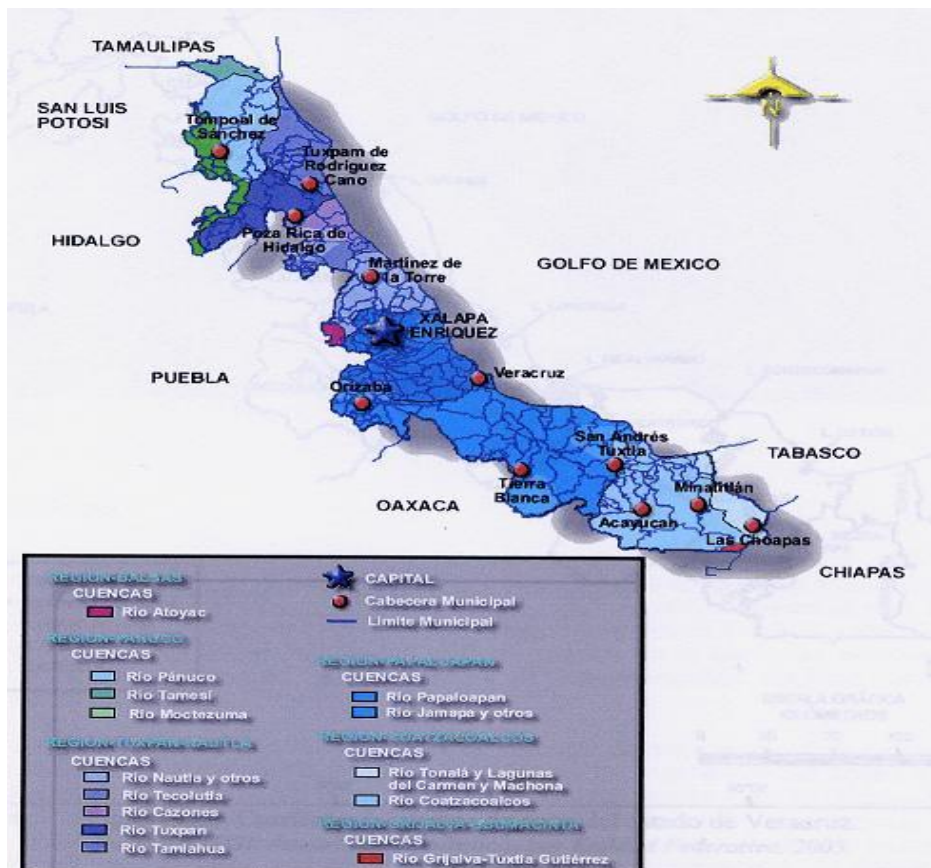 TAMAULIPAS
SAN LUIS
POTOSI
Tompoal de
Sánchez
Tuxpam de
Rodríguez
Cano
HIDALGO
Poza Rica de
Hidalgo
GOLFO DE MEXICO
Martínez de
la Torre
XALAPA
ENRIQUEZ
PUEBLA
Veracruz
Orizaba
San Andrés
Tuxtla
TABASCO
Tierra
Blanca
Minatitlán
OAXACA
Acayucan
Las Choapas
CHIAPAS
REGION-BALSAS
CUENCAS
Río Atoyac
REGION-PANUCO
CUENCAS
Río Pánuco
Río Tamesí
Río Moctezuma
REGION-TUXPAN-NAUTLA
CUENCAS
Río Nautla y otros
Río Tecolutla
Río Cazones
Río Tuxpan
Río Tamiahua
CAPITAL
Cabecera Municipal
Límite Municipal
REGION-PAPALOAPAN
CUENCAS
Río Papaloapan
Río Jamapa y otros
REGION-COATZACOALCOS
CUENCAS
Río Tonalá y Lagunas
del Carmen y Machona
Río Coatzacoalcos
REGION-GRIJALVA-USUMACINTA
CUENCAS
Río Grijalva-Tuxtla Gutiérrez